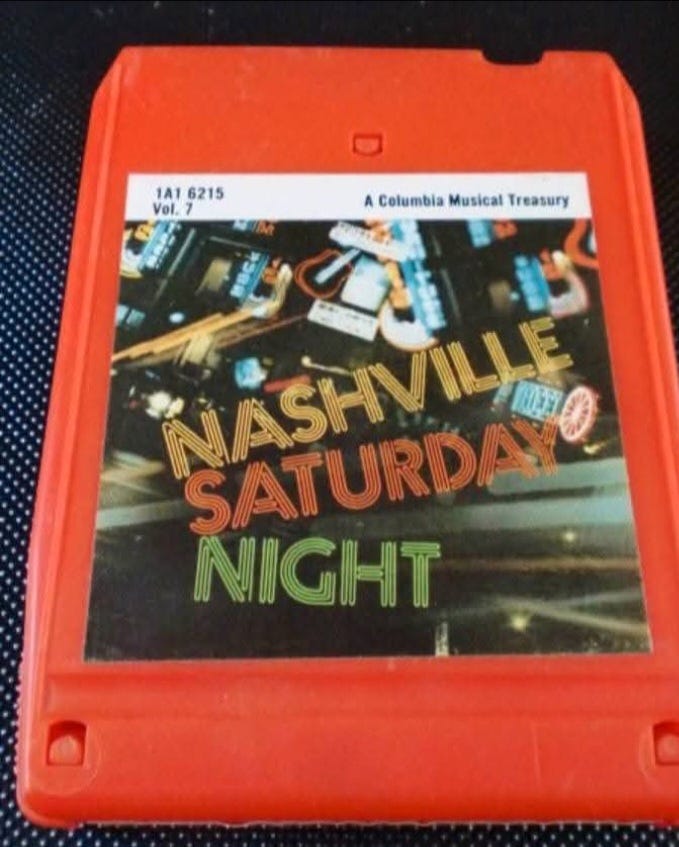 1A1 6215
Vol. 7
A Columbia Musical Treasury
NASHVILLE
SATURDAY
NIGHT